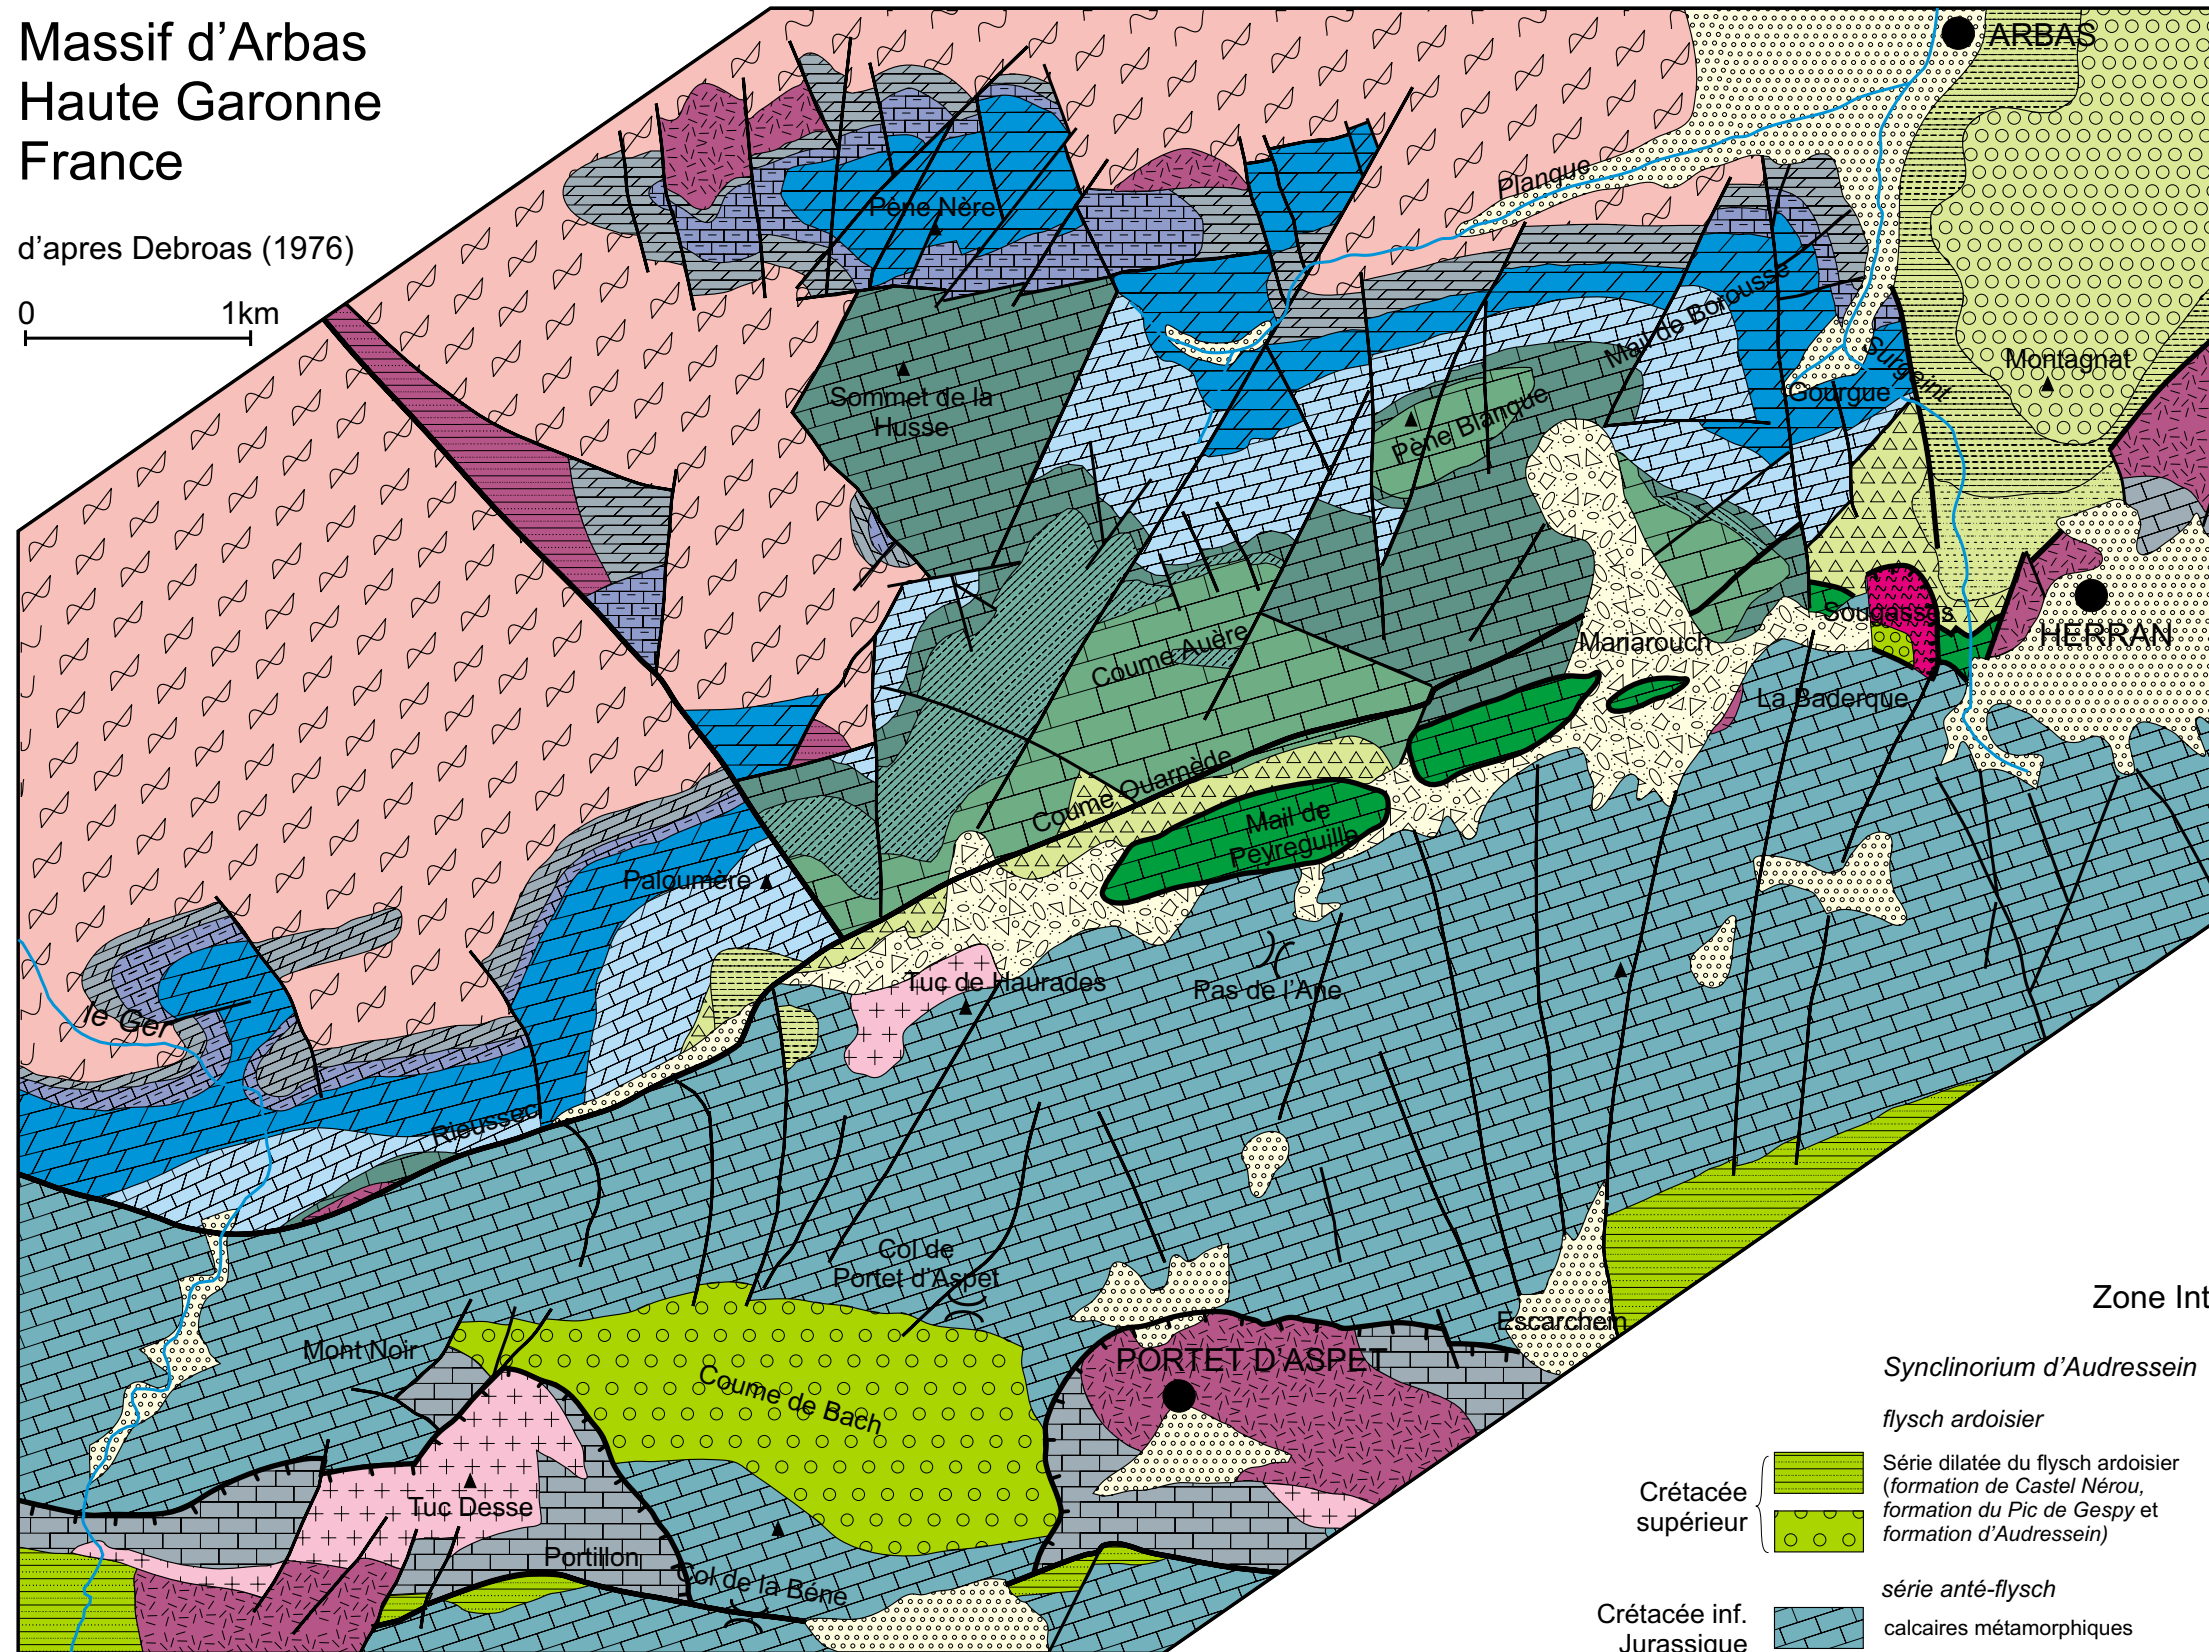 Massif d’Arbas
Haute Garonne
France
d’apres Debroas (1976)
0 1km
ARBAS
Planque
Pène Nère
Mail de Borousse
Surgeint
Montagnat
Gourgue
Sommet de la
Husse
Pène Blanque
Sougasses
HERRAN
Mariarouch
Coume Auère
La Baderque
Coume Ouarnède
Mail de
Peyreguille
Paloumère
Tuc de Haurades
Pas de l’Ane
le Ger
Rieussec
Col de
Portet d’Aspet
Zone Int
Escarchein
Mont Noir
PORTET D’ASPET
Coume de Bach
Synclinorium d’Audressein
flysch ardoisier
Tuc Desse
Portillon
Col de la Béne
Crétacée
supérieur
Série dilatée du flysch ardoisier
(formation de Castel Nérou,
formation du Pic de Gespy et
formation d’Audressein)
série anté-flysch
Crétacée inf.
Jurassique
calcaires métamorphiques